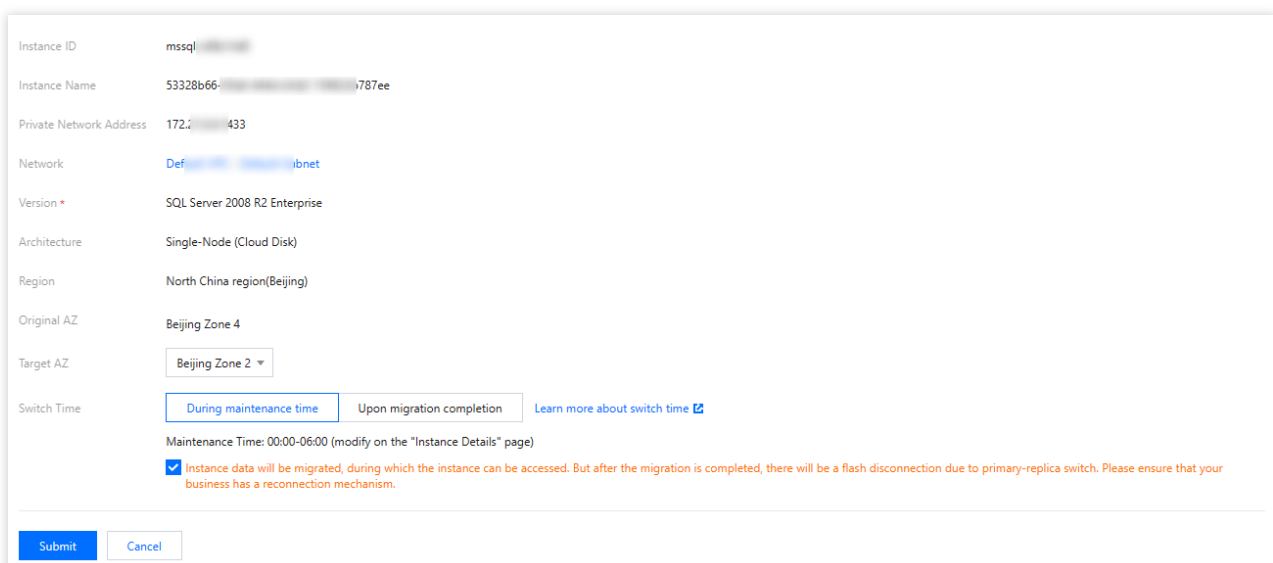 Instance ID mssql
Instance Name 53328b66- 787ee
Private Network Address 172. 433
Network Def bnet
Version * SQL Server 2008 R2 Enterprise
Architecture Single-Node (Cloud Disk)
Region North China region(Beijing)
Original AZ Beijing Zone 4
Target AZ Beijing Zone 2
Switch Time During maintenance time Upon migration completion Learn more about switch time
Maintenance Time: 00:00-06:00 (modify on the "Instance Details" page)
Instance data will be migrated, during which the instance can be accessed. But after the migration is completed, there will be a flash disconnection due to primary-replica switch. Please ensure that your
business has a reconnection mechanism.
Submit Cancel